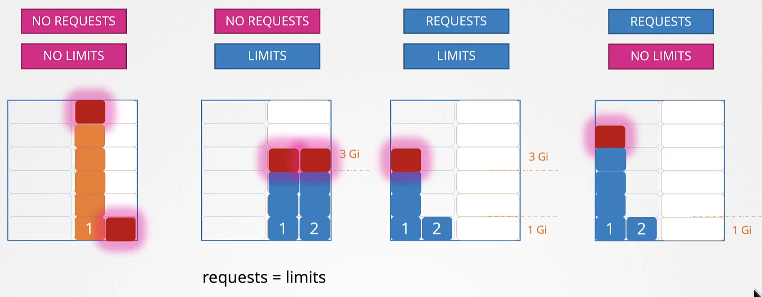 NO REQUESTS
NO LIMITS
1
NO REQUESTS
LIMITS
3 Gi
1 2
requests = limits
REQUESTS
LIMITS
3 Gi
1 2
1 Gi
REQUESTS
NO LIMITS
1 2
1 Gi